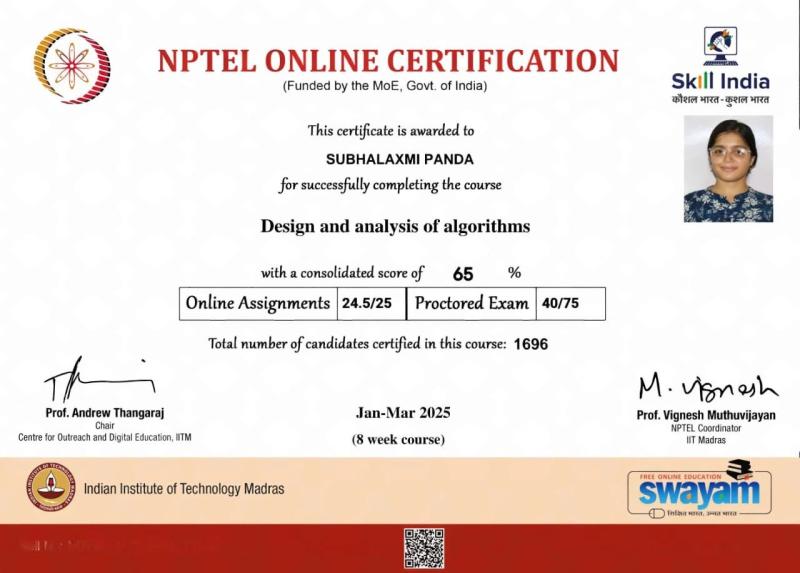 NPTEL ONLINE CERTIFICATION
(Funded by the MoE, Govt. of India)
Skill India
कौशल भारत - कुशल भारत
This certificate is awarded to
SUBHALAXMI PANDA
for successfully completing the course
Design and analysis of algorithms
with a consolidated score of 65 %
Online Assignments 24.5/25 Proctored Exam 40/75
Total number of candidates certified in this course: 1696
M. Vignesh
Prof. Andrew Thangaraj
Chair
Centre for Outreach and Digital Education, IITM
Jan-Mar 2025
(8 week course)
Prof. Vignesh Muthuvijayan
NPTEL Coordinator
IIT Madras
Indian Institute of Technology Madras
FREE ONLINE EDUCATION
swayam
शिक्षित भारत, उन्नत भारत